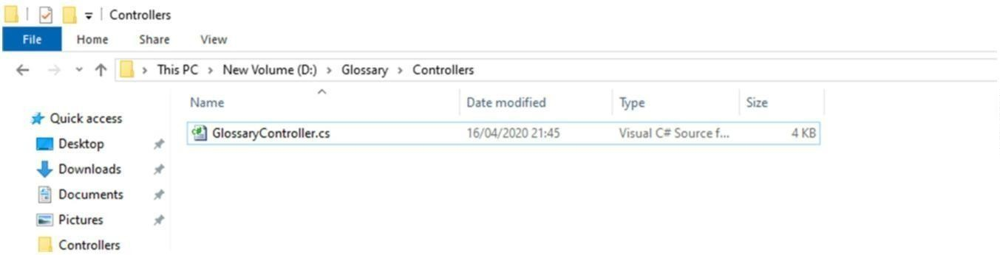 Controllers
File Home Share View
This PC > New Volume (D:) > Glossary > Controllers
Name Date modified Type Size
Quick access
GlossaryController.cs 16/04/2020 21:45 Visual C# Source f... 4 KB
Desktop
Downloads
Documents
Pictures
Controllers